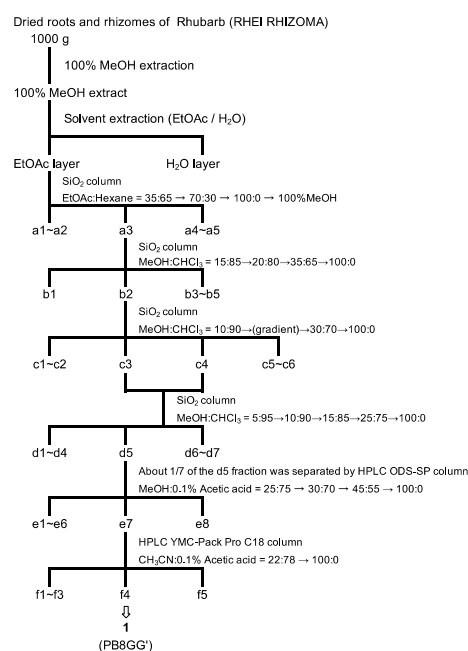 Dried roots and rhizomes of Rhubarb (RHEI RHIZOMA)
1000 g
100% MeOH extraction
100% MeOH extract
Solvent extraction (EtOAc / H₂O)
EtOAc layer H₂O layer
SiO₂ column
EtOAc:Hexane = 35:65 → 70:30 → 100:0 → 100%MeOH
a1~a2 a3 a4~a5
SiO₂ column
MeOH:CHCl₃ = 15:85→20:80→35:65→100:0
b1 b2 b3~b5
SiO₂ column
MeOH:CHCl₃ = 10:90→(gradient)→30:70→100:0
c1~c2 c3 c4 c5~c6
SiO₂ column
MeOH:CHCl₃ = 5:95→10:90→15:85→25:75→100:0
d1~d4 d5 d6~d7
About 1/7 of the d5 fraction was separated by HPLC ODS-SP column
MeOH:0.1% Acetic acid = 25:75 → 30:70 → 45:55 → 100:0
e1~e6 e7 e8
HPLC YMC-Pack Pro C18 column
CH₃CN:0.1% Acetic acid = 22:78 → 100:0
f1~f3 f4 f5
⇩
1
(PB8GG')